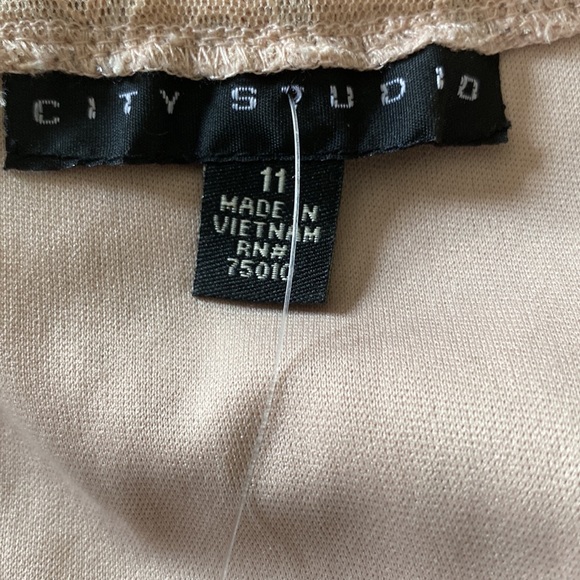 CITY STUDIO
11
MADE IN
VIETNAM
RN#
75010